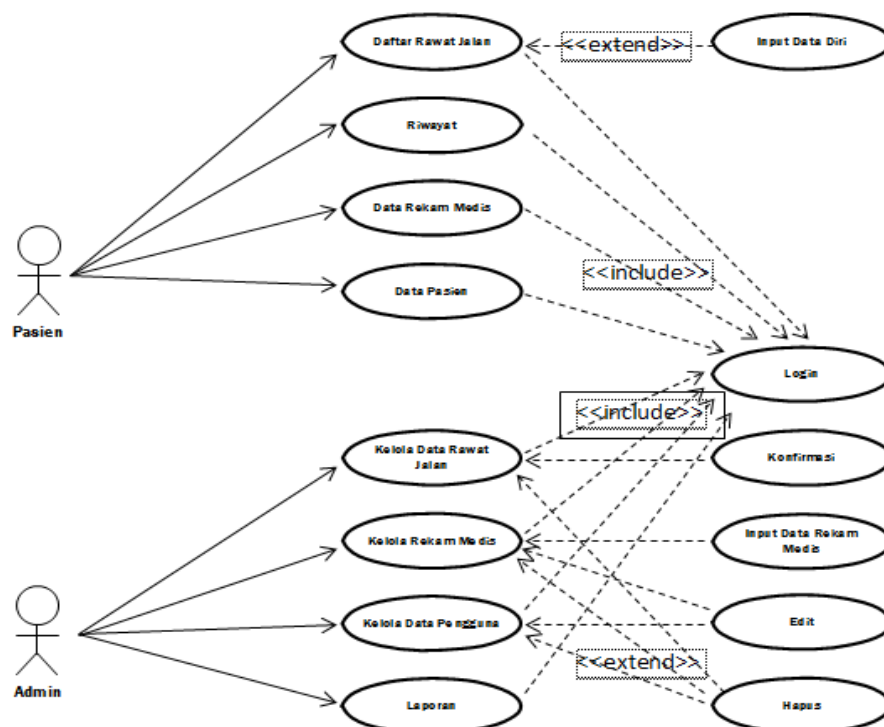 Daftar Rawat Jalan
<<extend>>
Input Data Diri
Riwayat
Data Rekam Medis
<<include>>
Data Pasien
Pasien
Login
<<include>>
Kelola Data Rawat
Jalan
Konfirmasi
Kelola Rekam Medis
Input Data Rekam
Medis
Kelola Data Pengguna
Edit
<<extend>>
Admin
Laporan
Hapus